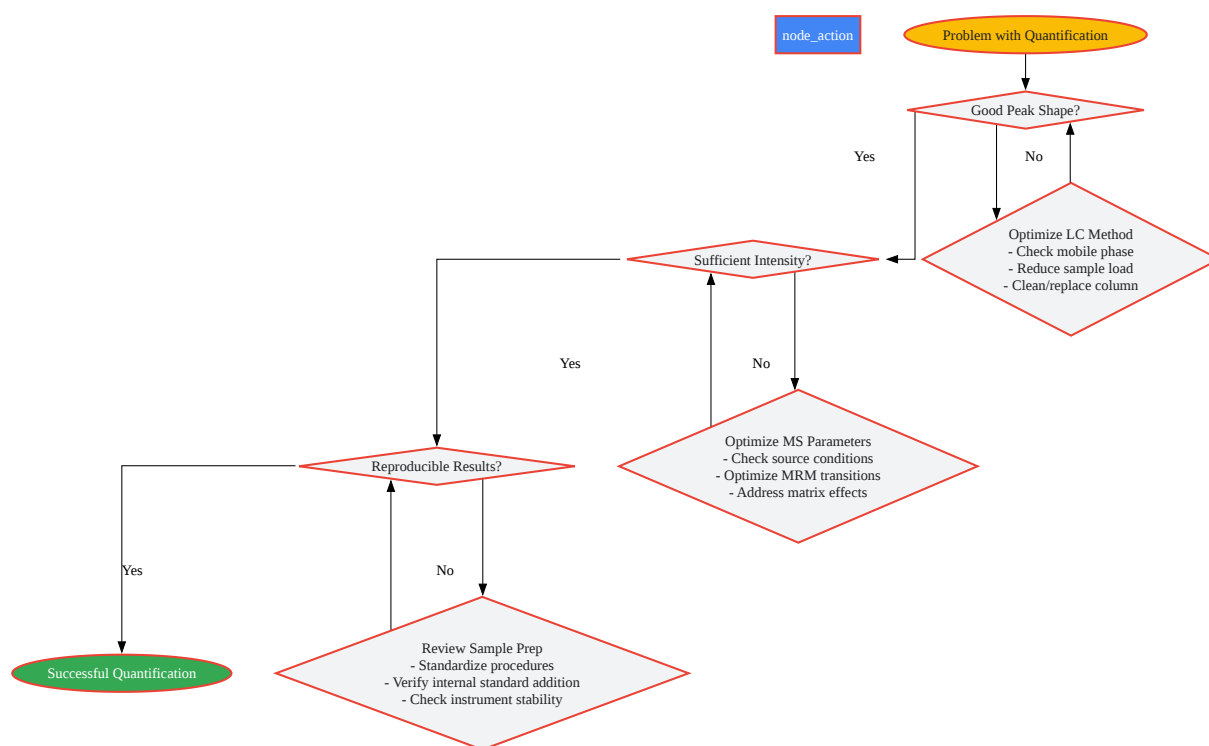 node_action
Problem with Quantification
Good Peak Shape?
Yes
No
Optimize LC Method
- Check mobile phase
- Reduce sample load
- Clean/replace column
Sufficient Intensity?
Yes
No
Optimize MS Parameters
- Check source conditions
- Optimize MRM transitions
- Address matrix effects
Reproducible Results?
Yes
No
Review Sample Prep
- Standardize procedures
- Verify internal standard addition
- Check instrument stability
Successful Quantification